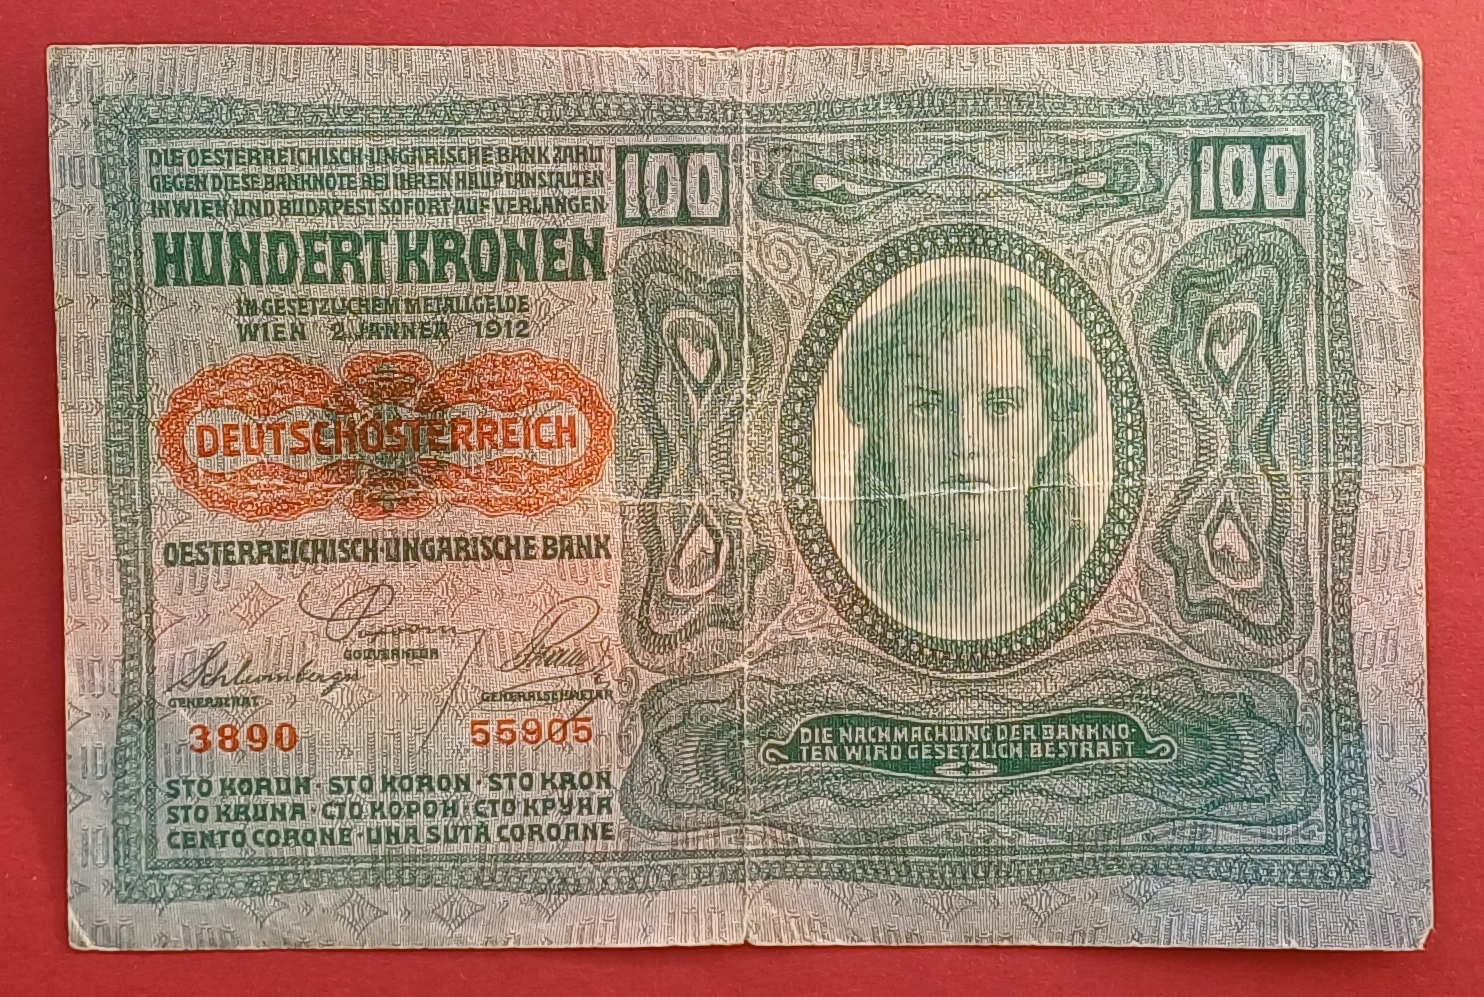 DIE OESTERREICHISCH-UNGARISCHE BANK ZAHLT
GEGEN DIESE BANKNOTE BEI IHREN HAUPTANSTALTEN
IN WIEN UND BUDAPEST SOFORT AUF VERLANGEN
100
100
HUNDERT KRONEN
IN GESETZLICHEM METALLGELDE
WIEN 2. JÄNNER 1912
DEUTSCHÖSTERREICH
OESTERREICHISCH-UNGARISCHE BANK
GOUVERNEUR
Schlumberger
GENERALRAT
GENERALSEKRETÄR
3890
55905
DIE NACHMACHUNG DER BANKNO-
TEN WIRD GESETZLICH BESTRAFT
STO KORUN · STO KORON · STO KRON
STO KRUNA · СТО КОРОН · СТО КРУНА
CENTO CORONE · UNA SUTĂ COROANE